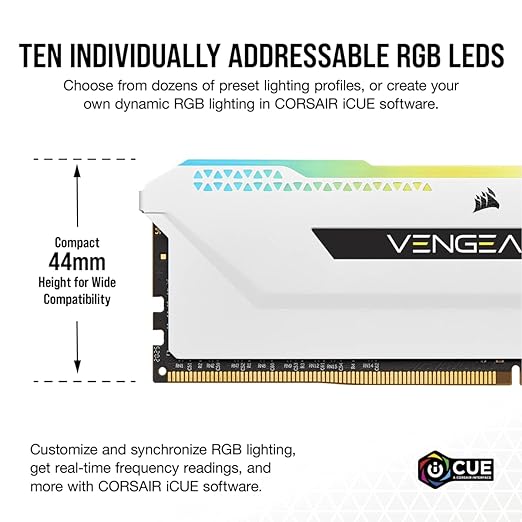 TEN INDIVIDUALLY ADDRESSABLE RGB LEDS
Choose from dozens of preset lighting profiles, or create your
own dynamic RGB lighting in CORSAIR iCUE software.
Compact
44mm
Height for Wide
Compatibility
VENGEA
Customize and synchronize RGB lighting,
get real-time frequency readings, and
more with CORSAIR iCUE software.
iCUE
A CORSAIR INTERFACE